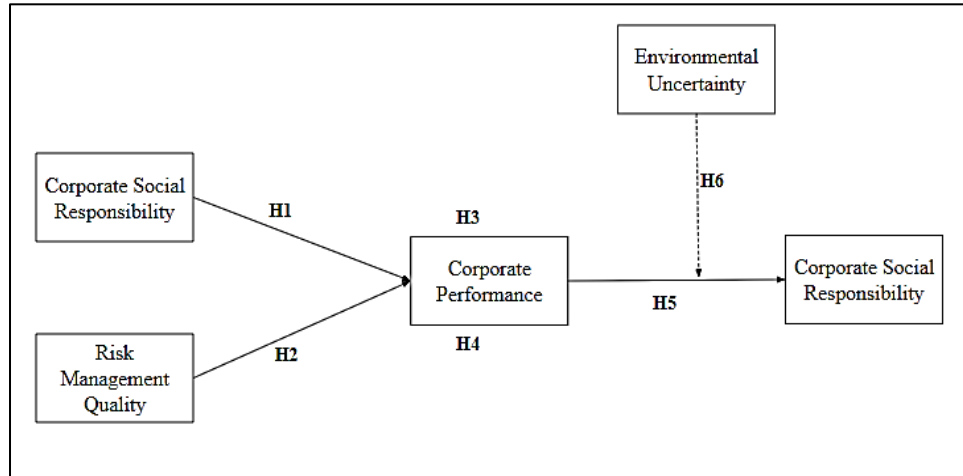 Environmental
Uncertainty
Corporate Social
Responsibility
H1
H6
H3
Corporate
Performance
H5
Corporate Social
Responsibility
H4
H2
Risk
Management
Quality